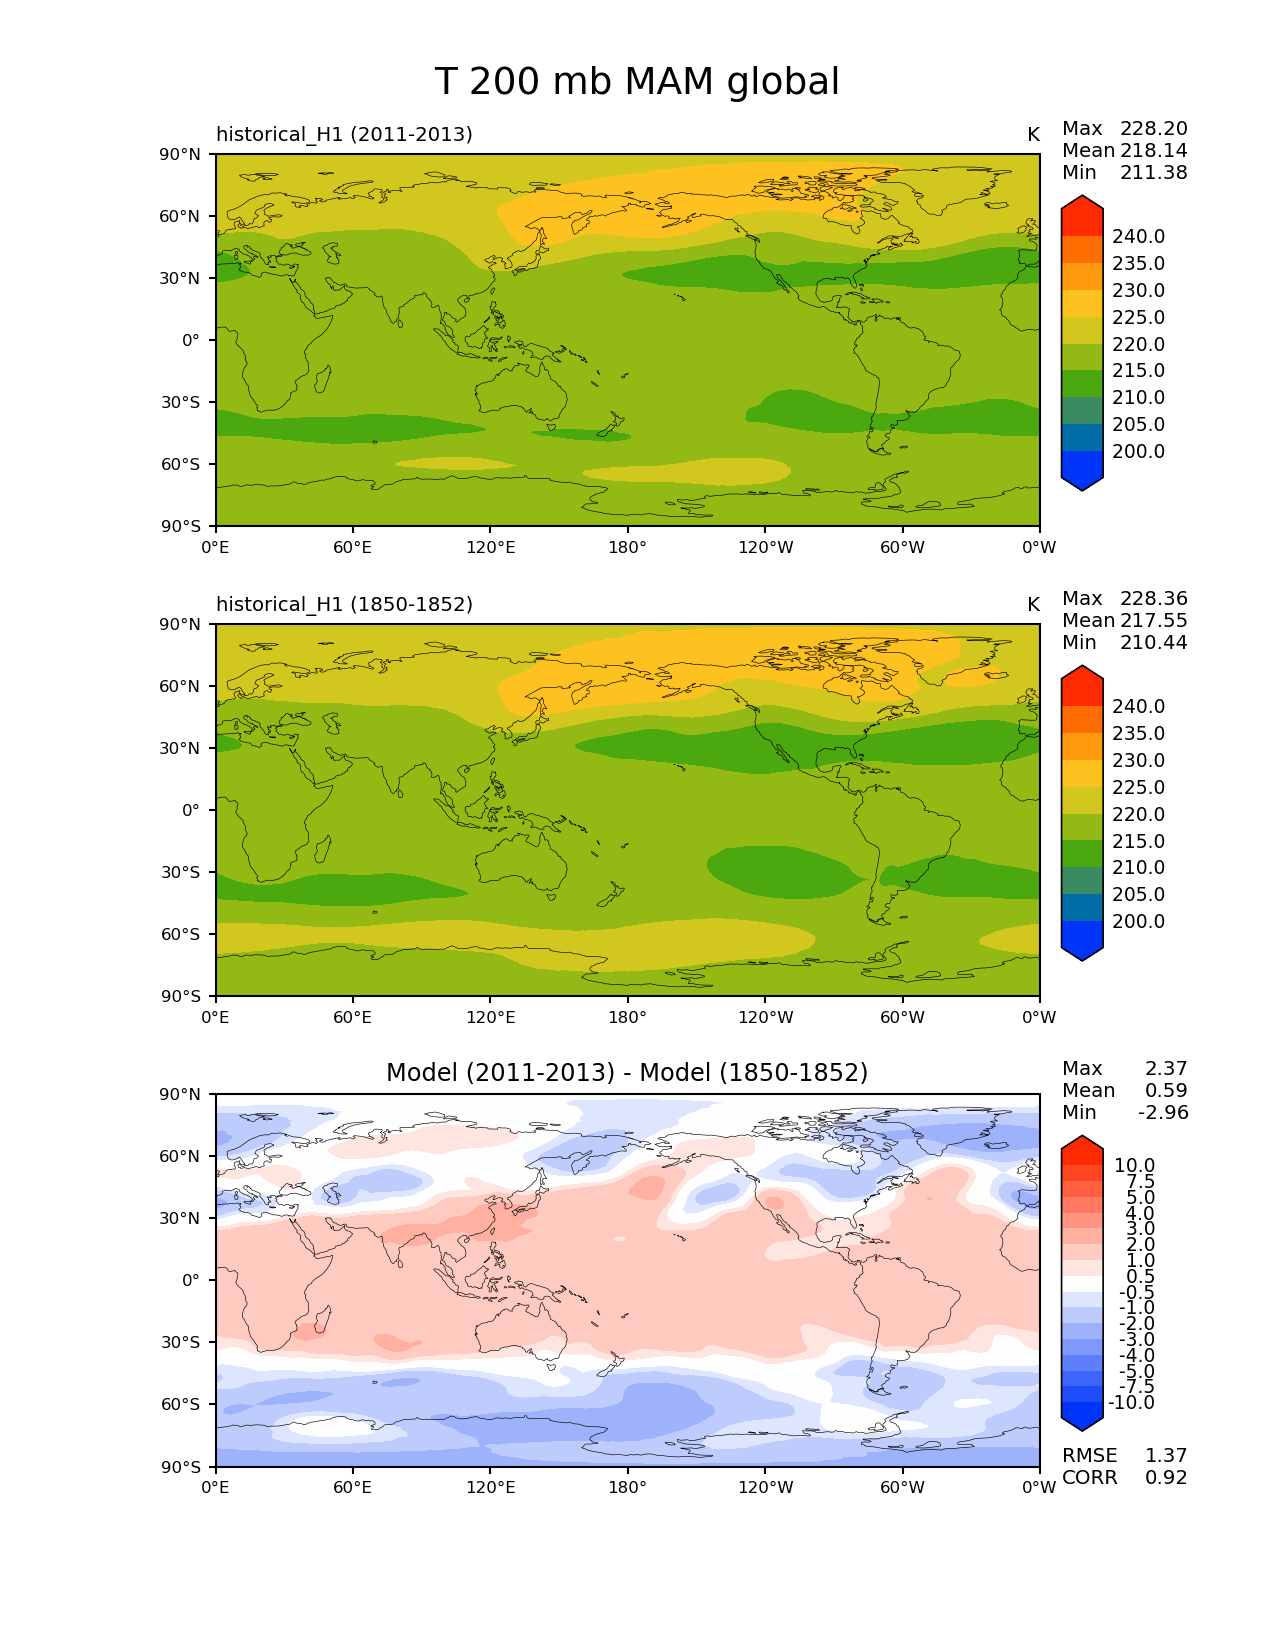 T 200 mb MAM global
historical_H1 (2011-2013) K
Max 228.20
Mean 218.14
Min 211.38
90°N
60°N
30°N
0°
30°S
60°S
90°S
0°E 60°E 120°E 180° 120°W 60°W 0°W
240.0
235.0
230.0
225.0
220.0
215.0
210.0
205.0
200.0
historical_H1 (1850-1852) K
Max 228.36
Mean 217.55
Min 210.44
90°N
60°N
30°N
0°
30°S
60°S
90°S
0°E 60°E 120°E 180° 120°W 60°W 0°W
240.0
235.0
230.0
225.0
220.0
215.0
210.0
205.0
200.0
Model (2011-2013) - Model (1850-1852)
Max 2.37
Mean 0.59
Min -2.96
90°N
60°N
30°N
0°
30°S
60°S
90°S
0°E 60°E 120°E 180° 120°W 60°W 0°W
10.0
7.5
5.0
4.0
3.0
2.0
1.0
0.5
-0.5
-1.0
-2.0
-3.0
-4.0
-5.0
-7.5
-10.0
RMSE 1.37
CORR 0.92